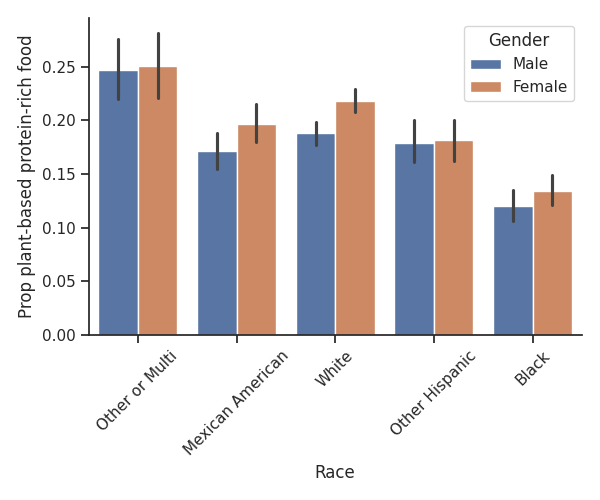 Prop plant-based protein-rich food
0.25
0.20
0.15
0.10
0.05
0.00
Gender
Male
Female
Other or Multi
Mexican American
White
Other Hispanic
Black
Race